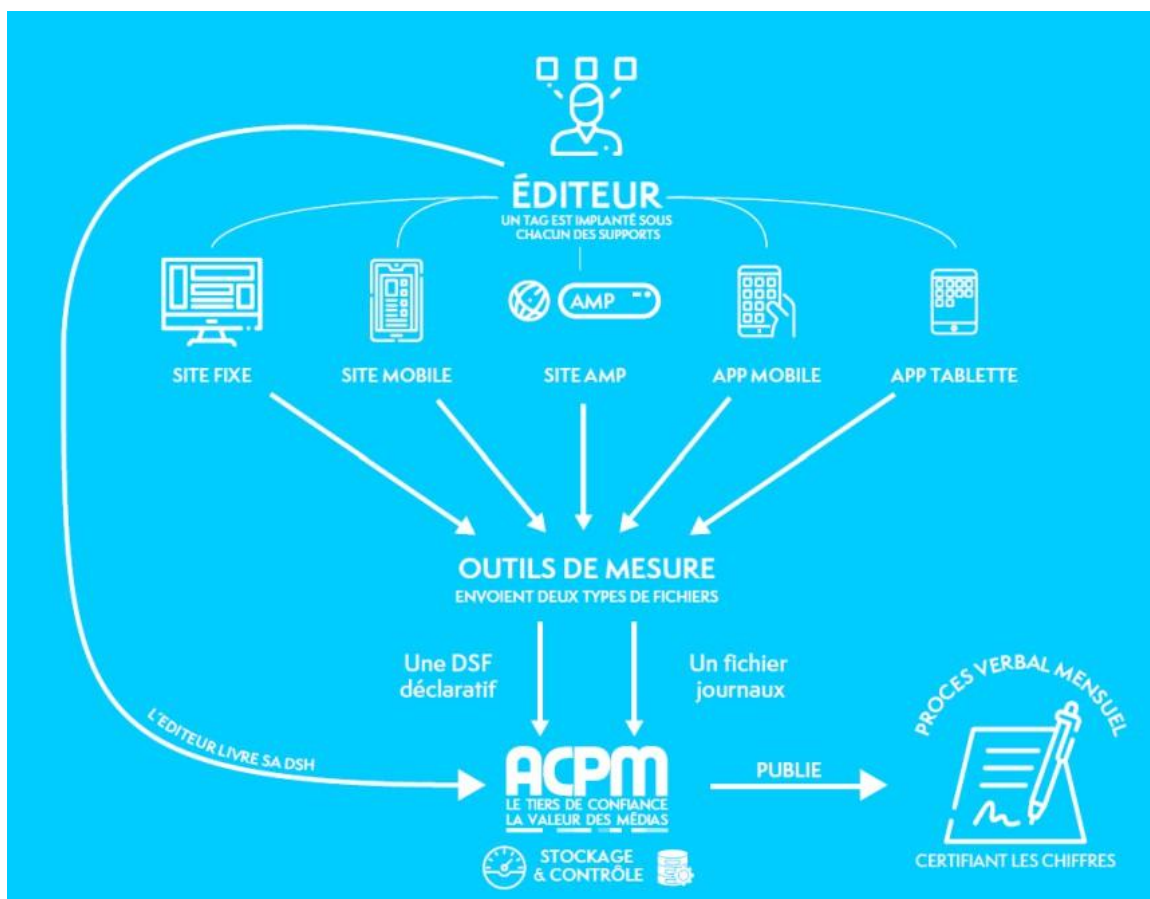 ÉDITEUR
UN TAG EST IMPLANTÉ SOUS
CHACUN DES SUPPORTS
AMP
SITE FIXE
SITE MOBILE
SITE AMP
APP MOBILE
APP TABLETTE
OUTILS DE MESURE
ENVOIENT DEUX TYPES DE FICHIERS
Une DSF
déclaratif
Un fichier
journaux
L'EDITEUR LIVRE SA DSH
ACPM
LE TIERS DE CONFIANCE
LA VALEUR DES MÉDIAS
STOCKAGE
& CONTRÔLE
PUBLIE
PROCES VERBAL MENSUEL
CERTIFIANT LES CHIFFRES